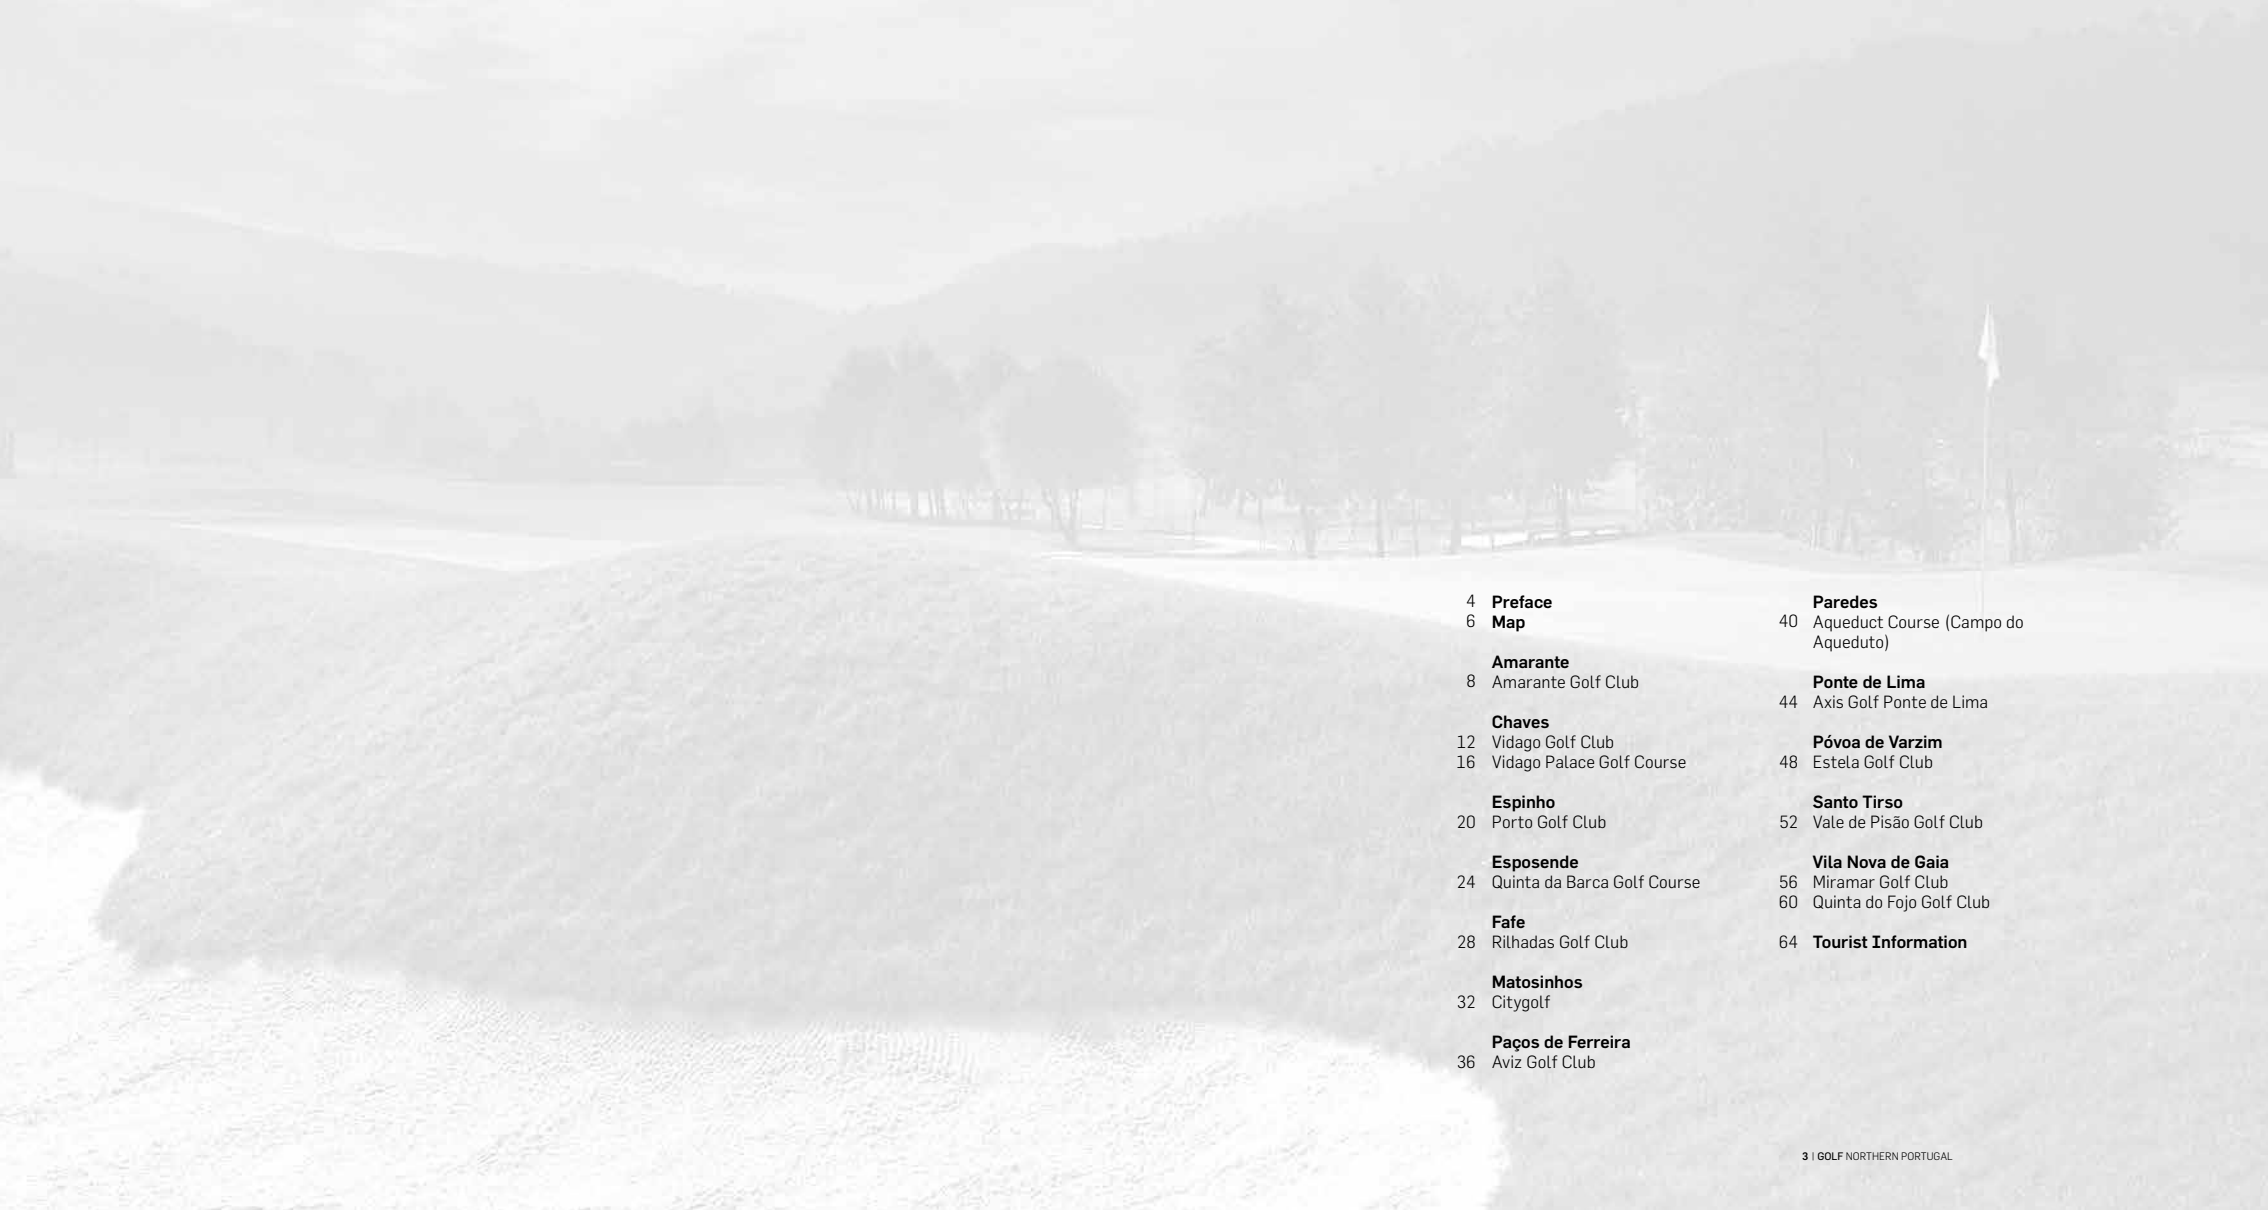 4 Preface
6 Map
Amarante
8 Amarante Golf Club
Chaves
12 Vidago Golf Club
16 Vidago Palace Golf Course
Espinho
20 Porto Golf Club
Esposende
24 Quinta da Barca Golf Course
Fafe
28 Rilhadas Golf Club
Matosinhos
32 Citygolf
Paços de Ferreira
36 Aviz Golf Club
Paredes
40 Aqueduct Course (Campo do
Aqueduto)
Ponte de Lima
44 Axis Golf Ponte de Lima
Póvoa de Varzim
48 Estela Golf Club
Santo Tirso
52 Vale de Pisão Golf Club
Vila Nova de Gaia
56 Miramar Golf Club
60 Quinta do Fojo Golf Club
64 Tourist Information
3 | GOLF NORTHERN PORTUGAL